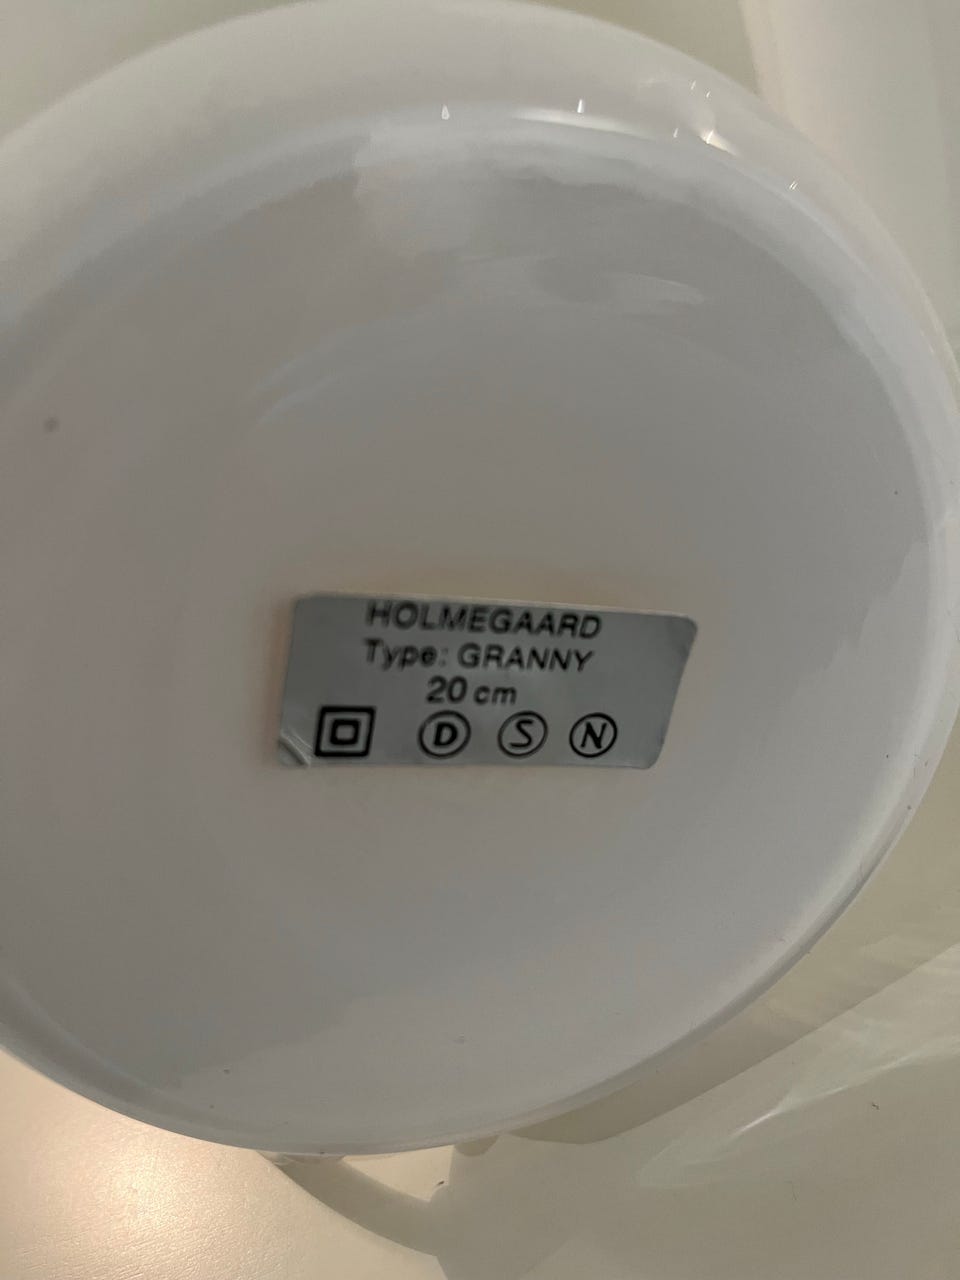 HOLMEGAARD
Type: GRANNY
20 cm
D S N